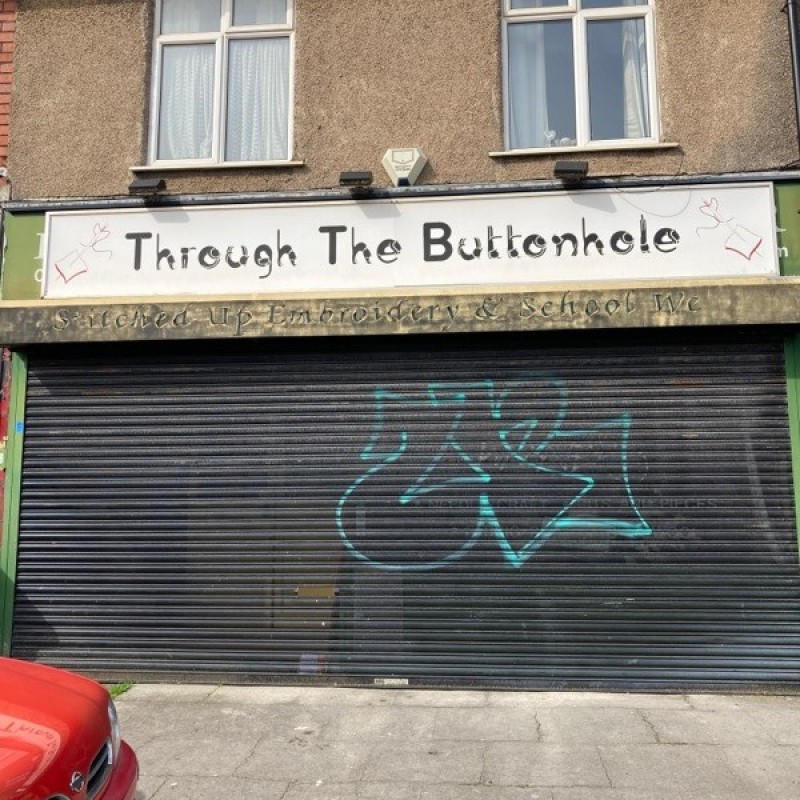 Through The Buttonhole
Stitched Up Embroidery & School We